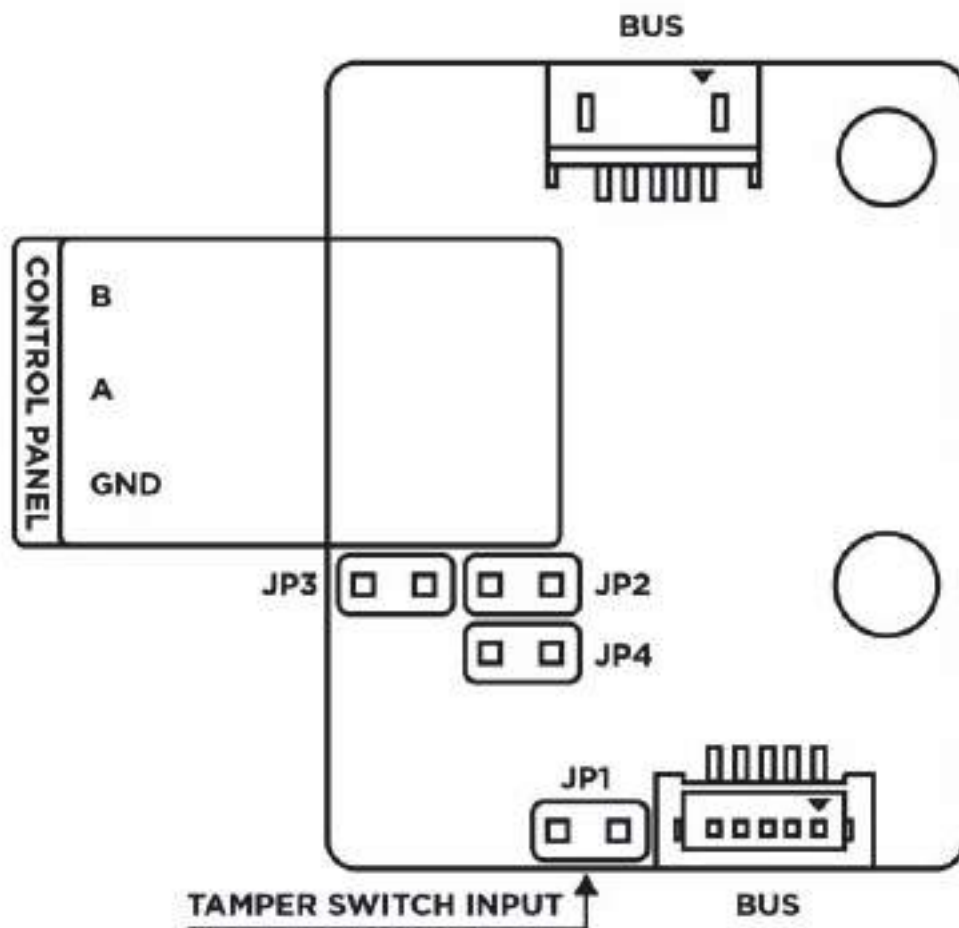 BUS
CONTROL PANEL
B
A
GND
JP3
JP2
JP4
JP1
TAMPER SWITCH INPUT
BUS